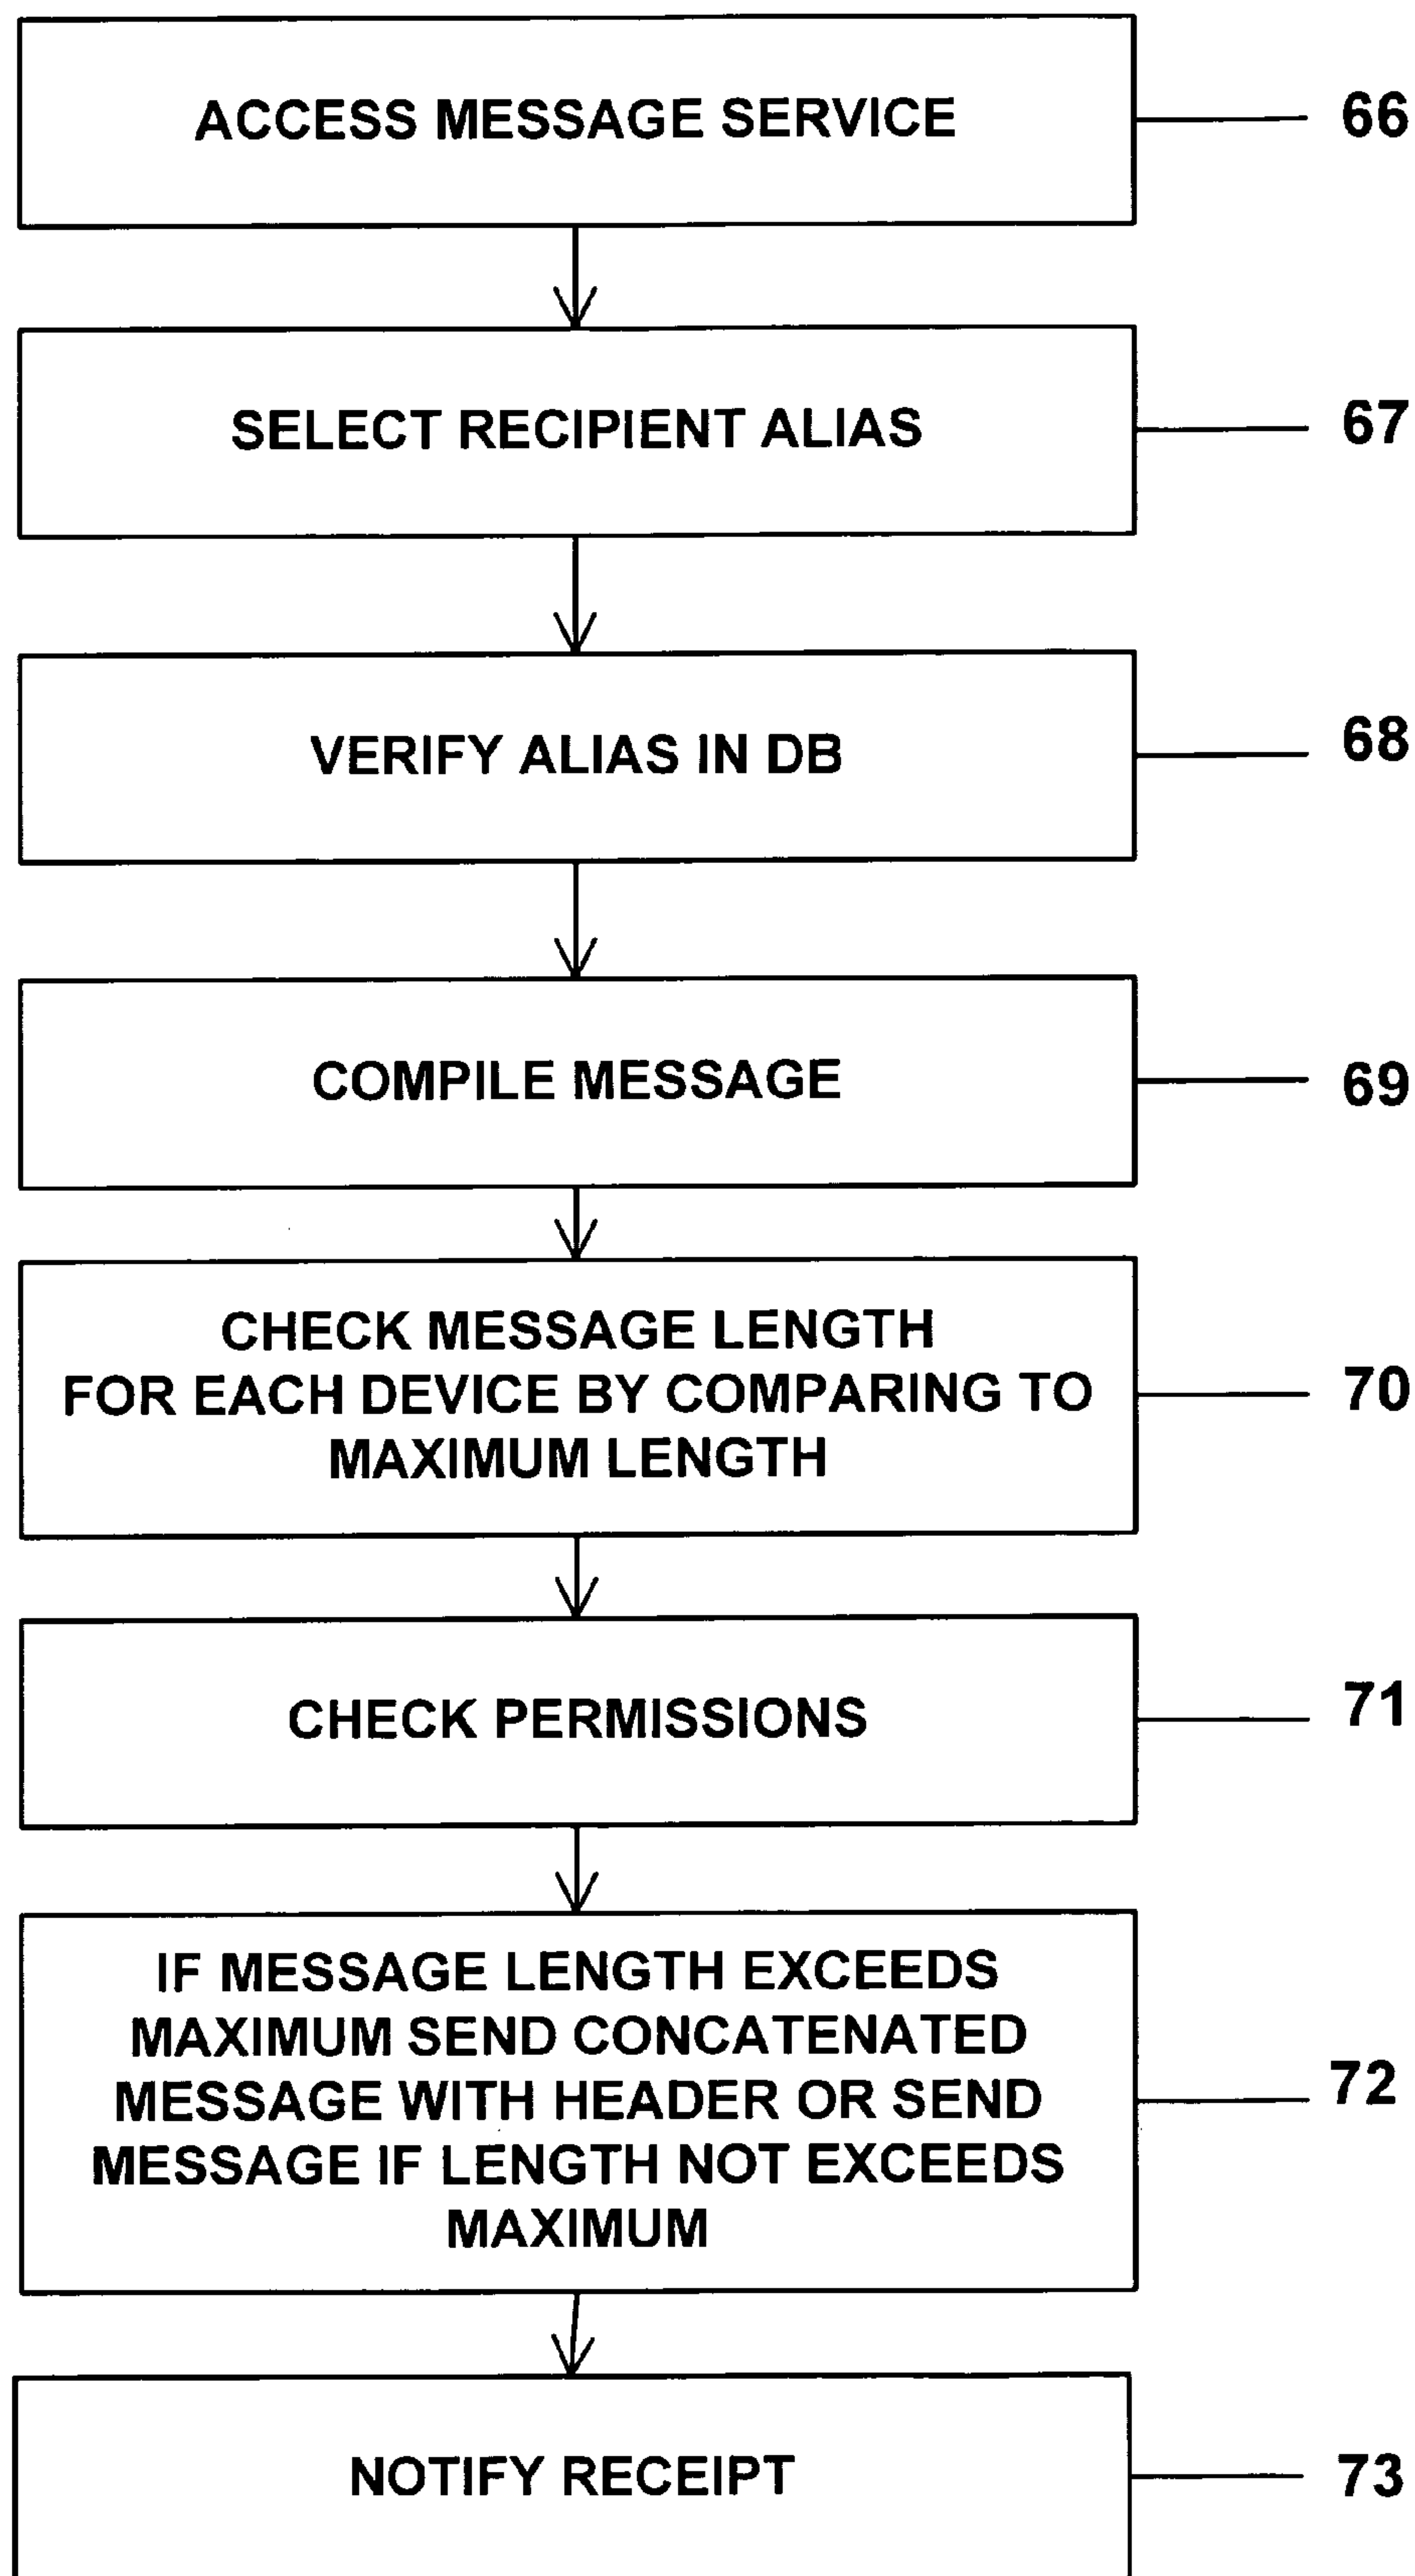 ACCESS MESSAGE SERVICE
66
SELECT RECIPIENT ALIAS
67
VERIFY ALIAS IN DB
68
COMPILE MESSAGE
69
CHECK MESSAGE LENGTH
FOR EACH DEVICE BY COMPARING TO
MAXIMUM LENGTH
70
CHECK PERMISSIONS
71
IF MESSAGE LENGTH EXCEEDS
MAXIMUM SEND CONCATENATED
MESSAGE WITH HEADER OR SEND
MESSAGE IF LENGTH NOT EXCEEDS
MAXIMUM
72
NOTIFY RECEIPT
73